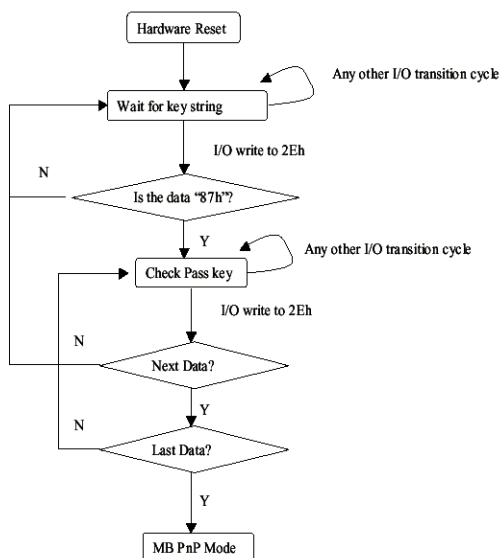 Hardware Reset
Any other I/O transition cycle
Wait for key string
I/O write to 2Eh
N
Is the data "87h"?
Y
Any other I/O transition cycle
Check Pass key
I/O write to 2Eh
N
Next Data?
Y
N
Last Data?
Y
MB PnP Mode